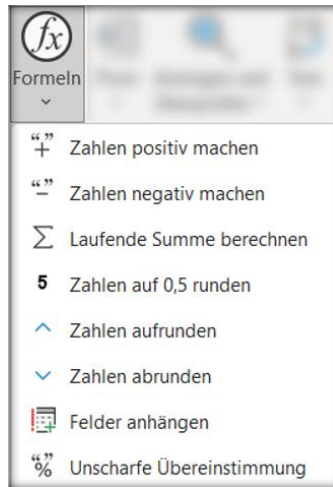 fx
Formeln
“”
+ Zahlen positiv machen
“”
− Zahlen negativ machen
∑ Laufende Summe berechnen
5 Zahlen auf 0,5 runden
Zahlen aufrunden
Zahlen abrunden
Felder anhängen
“”
% Unscharfe Übereinstimmung